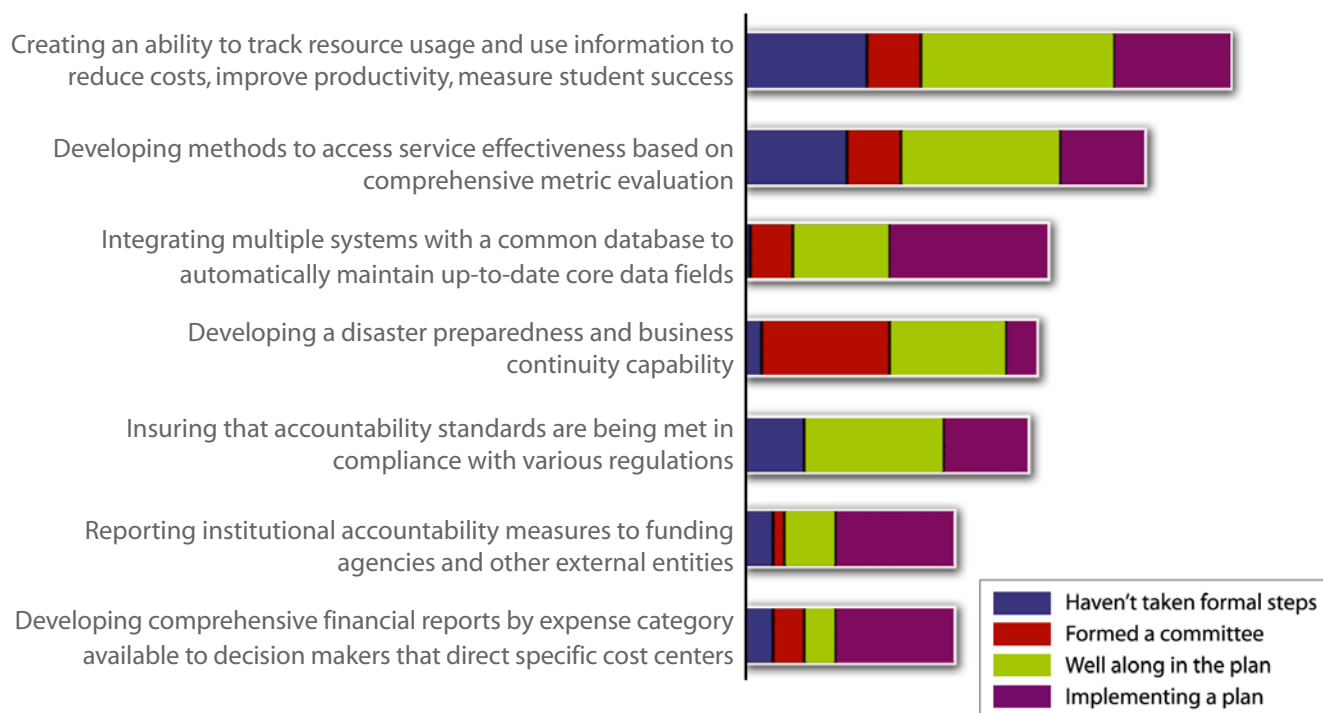 Creating an ability to track resource usage and use information to
reduce costs, improve productivity, measure student success
Developing methods to access service effectiveness based on
comprehensive metric evaluation
Integrating multiple systems with a common database to
automatically maintain up-to-date core data fields
Developing a disaster preparedness and business
continuity capability
Insuring that accountability standards are being met in
compliance with various regulations
Reporting institutional accountability measures to funding
agencies and other external entities
Developing comprehensive financial reports by expense category
available to decision makers that direct specific cost centers
Haven't taken formal steps
Formed a committee
Well along in the plan
Implementing a plan